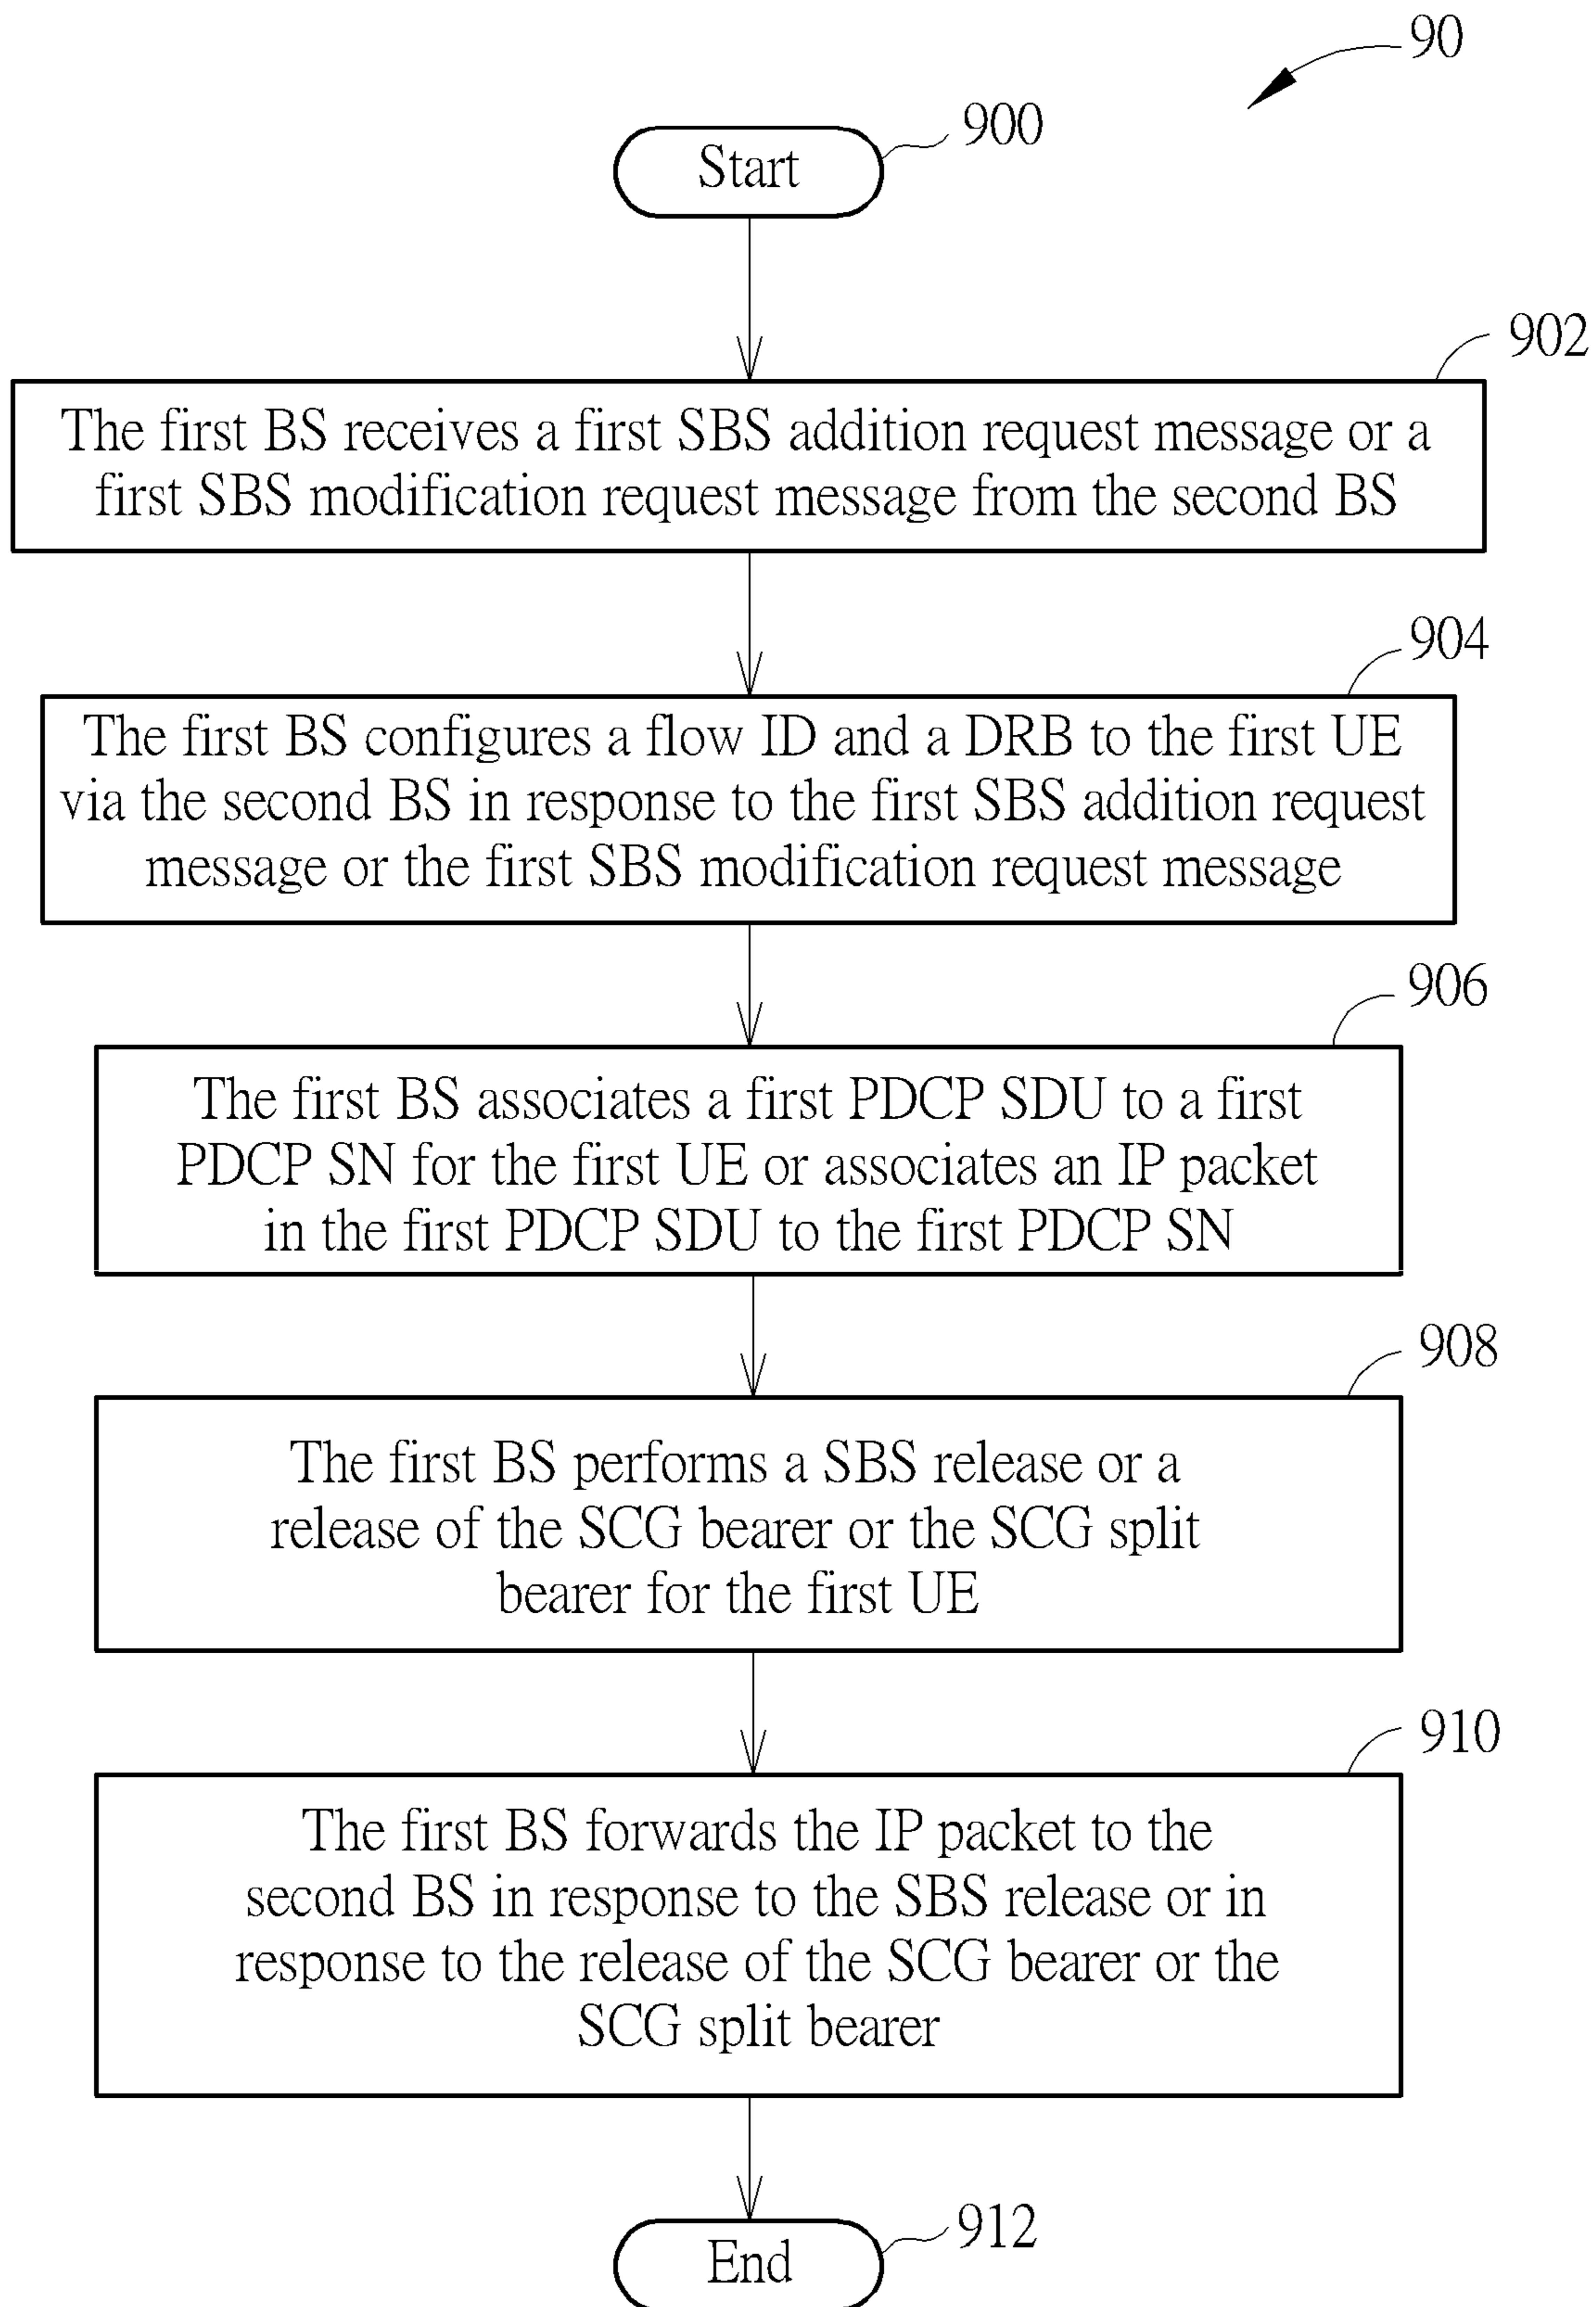 90
Start
900
902
The first BS receives a first SBS addition request message or a
first SBS modification request message from the second BS
904
The first BS configures a flow ID and a DRB to the first UE
via the second BS in response to the first SBS addition request
message or the first SBS modification request message
906
The first BS associates a first PDCP SDU to a first
PDCP SN for the first UE or associates an IP packet
in the first PDCP SDU to the first PDCP SN
908
The first BS performs a SBS release or a
release of the SCG bearer or the SCG split
bearer for the first UE
910
The first BS forwards the IP packet to the
second BS in response to the SBS release or in
response to the release of the SCG bearer or the
SCG split bearer
912
End